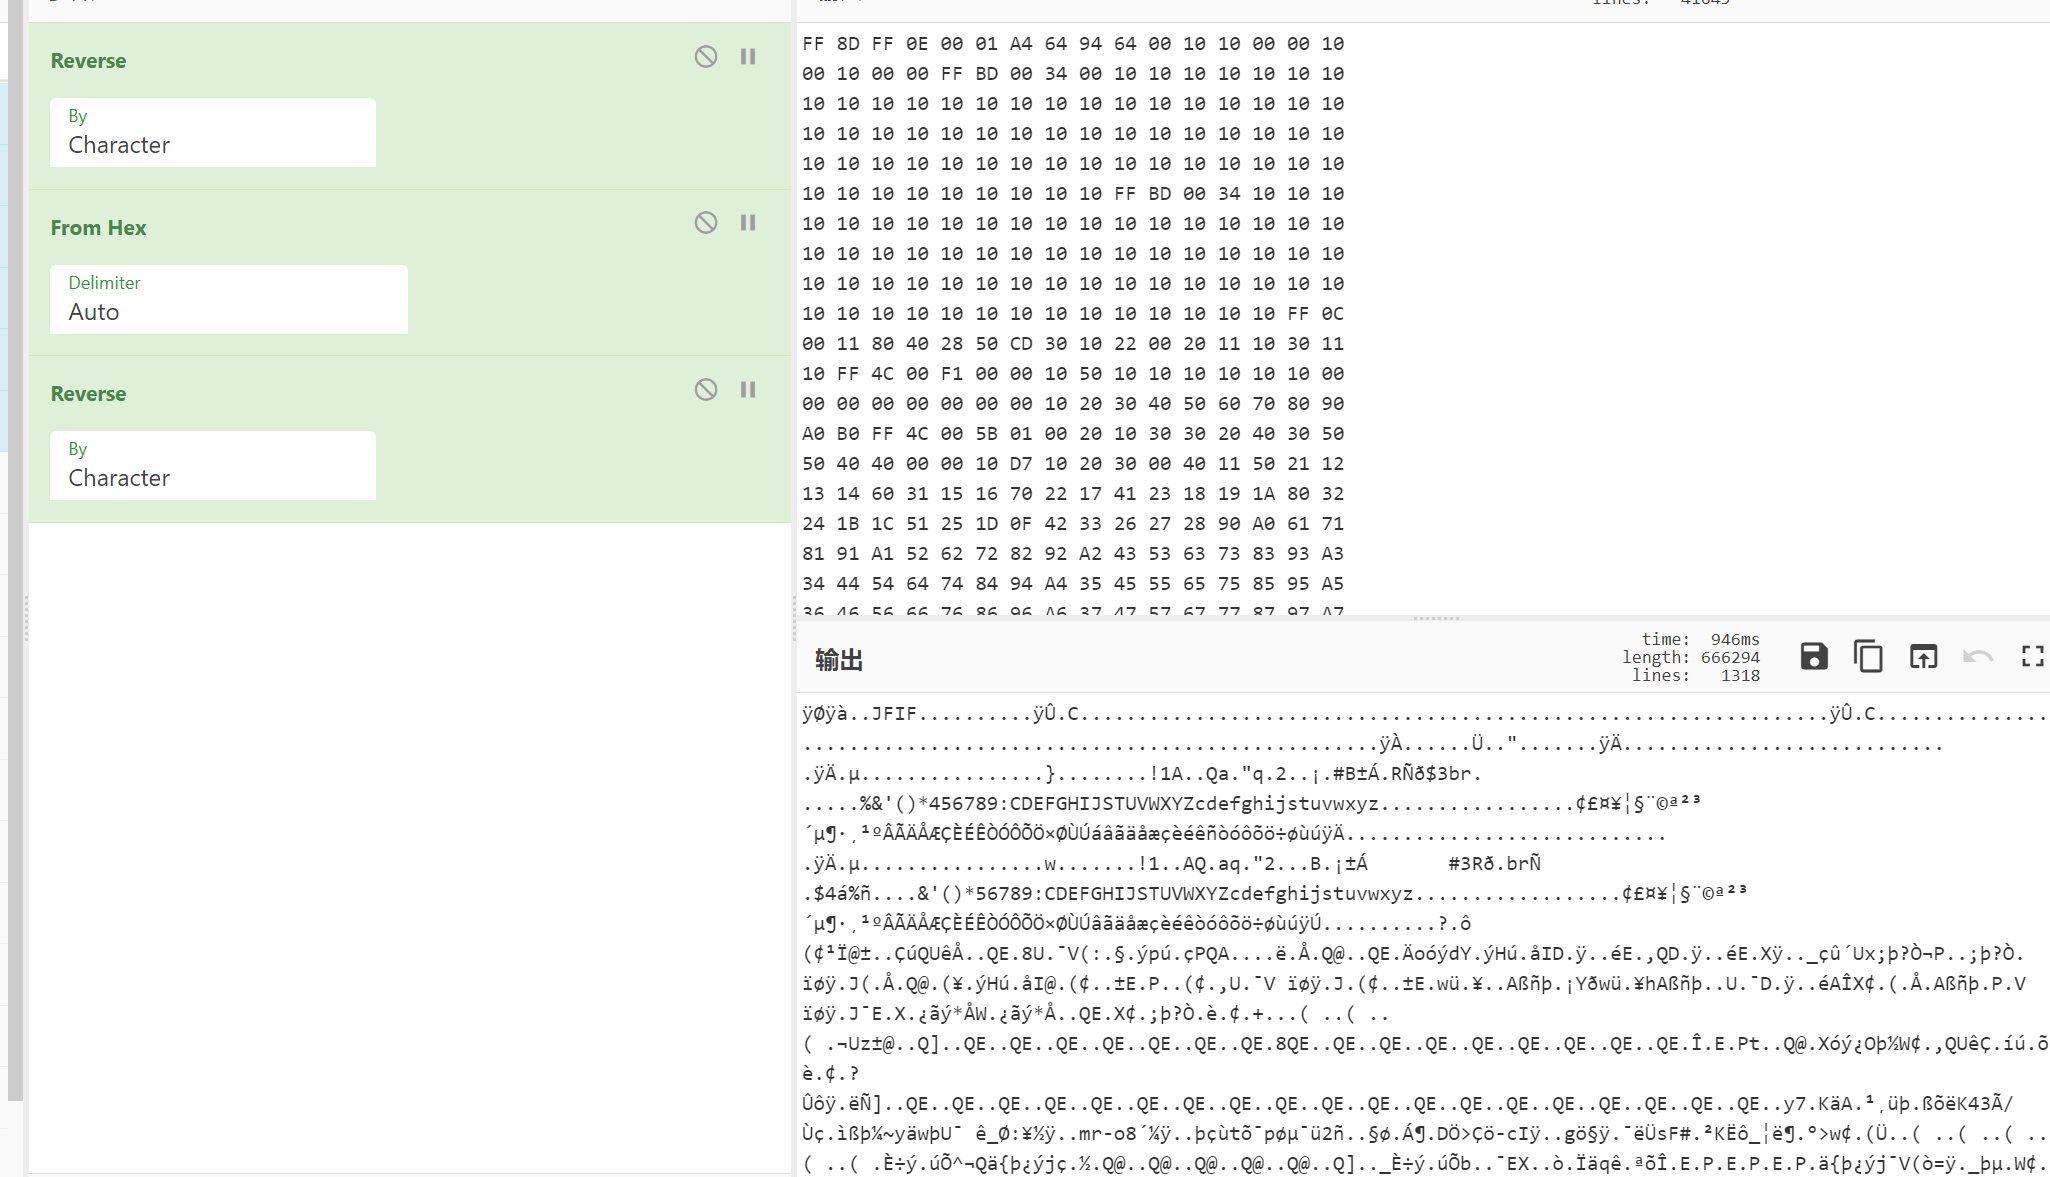 Reverse
By
Character
From Hex
Delimiter
Auto
Reverse
By
Character
FF 8D FF 0E 00 01 A4 64 94 64 00 10 10 00 00 10
00 10 00 00 FF BD 00 34 00 10 10 10 10 10 10 10
10 10 10 10 10 10 10 10 10 10 10 10 10 10 10 10
10 10 10 10 10 10 10 10 10 10 10 10 10 10 10 10
10 10 10 10 10 10 10 10 10 10 10 10 10 10 10 10
10 10 10 10 10 10 10 10 10 FF BD 00 34 10 10 10
10 10 10 10 10 10 10 10 10 10 10 10 10 10 10 10
10 10 10 10 10 10 10 10 10 10 10 10 10 10 10 10
10 10 10 10 10 10 10 10 10 10 10 10 10 10 10 10
10 10 10 10 10 10 10 10 10 10 10 10 10 10 FF 0C
00 11 80 40 28 50 CD 30 10 22 00 20 11 10 30 11
10 FF 4C 00 F1 00 00 10 50 10 10 10 10 10 10 00
00 00 00 00 00 00 00 10 20 30 40 50 60 70 80 90
A0 B0 FF 4C 00 5B 01 00 20 10 30 30 20 40 30 50
50 40 40 00 00 10 D7 10 20 30 00 40 11 50 21 12
13 14 60 31 15 16 70 22 17 41 23 18 19 1A 80 32
24 1B 1C 51 25 1D 0F 42 33 26 27 28 90 A0 61 71
81 91 A1 52 62 72 82 92 A2 43 53 63 73 83 93 A3
34 44 54 64 74 84 94 A4 35 45 55 65 75 85 95 A5
36 46 56 66 76 86 96 A6 37 47 57 67 77 87 97 A7
输出
time: 946ms
length: 666294
lines: 1318
ÿØÿà..JFIF..........ÿÛ.C.................................................................ÿÛ.C...............
..................................................ÿÀ......Ü..".......ÿÄ............................
.ÿÄ.µ................}........!1A..Qa."q.2..¡.#B±Á.RÑð$3br.
.....%&'()*456789:CDEFGHIJSTUVWXYZcdefghijstuvwxyz.................¢£¤¥¦§¨©ª²³
´µ¶·¸¹ºÂÃÄÅÆÇÈÉÊÒÓÔÕÖ×ØÙÚáâãäåæçèéêñòóôõö÷øùúÿÄ............................
.ÿÄ.µ................w.......!1..AQ.aq."2...B.¡±Á #3Rð.brÑ
.$4á%ñ....&'()*56789:CDEFGHIJSTUVWXYZcdefghijstuvwxyz..................¢£¤¥¦§¨©ª²³
´µ¶·¸¹ºÂÃÄÅÆÇÈÉÊÒÓÔÕÖ×ØÙÚâãäåæçèéêòóôõö÷øùúÿÚ..........?.ô
(¢¹Ï@±..ÇúQUêÅ..QE.8U.¯V(:.§.ýpú.çPQA....ë.Å.Q@..QE.ÄoóýdY.ýHú.åID.ÿ..éE.,QD.ÿ..éE.Xÿ.._çû´Ux;þ?Ò¬P..;þ?Ò.
ïøÿ.J(.Å.Q@.(¥.ýHú.åI@.(¢..±E.P..(¢.,U.¯V ïøÿ.J.(¢..±E.wü.¥..Aßñþ.¡Yðwü.¥hAßñþ..U.¯D.ÿ..éAÎX¢.(.Å.Aßñþ.P.V
ïøÿ.J¯E.X.¿ãý*ÅW.¿ãý*Å..QE.X¢.;þ?Ò.è.¢.+...( ..( ..
( .¬Uz±@..Q]..QE..QE..QE..QE..QE..QE..QE.8QE..QE..QE..QE..QE..QE..QE..QE..QE.Î.E.Pt..Q@.Xóý¿Oþ½W¢.,QUêÇ.íú.õ
è.¢.?
Ûôÿ.ëÑ]..QE..QE..QE..QE..QE..QE..QE..QE..QE..QE..QE..QE..QE..QE..QE..QE..QE..QE..QE..y7.KäA.¹¸üþ.ßõëK43Ã/
Ùç.ìßþ¼~yäwþU¯ ê_Ø:¥½ÿ..mr-o8´¼ÿ..þçùtõ¯pøµ¯ü2ñ..§ø.Á¶.DÖ>Çö-cIÿ..gö§ÿ.¯ëÜsF#.²KËô_¦ë¶.º>w¢.(Ü..( ..( ..( ..
( ..( .È÷ý.úÕ^¬Qä{þ¿ýjç.½.Q@..Q@..Q@..Q@..Q@..Q].._È÷ý.úÕb..¯EX..ò.Ïäqê.ªõÎ.E.P.E.P.E.P.ä{þ¿ýj¯V(ò=ÿ._þµ.W¢.